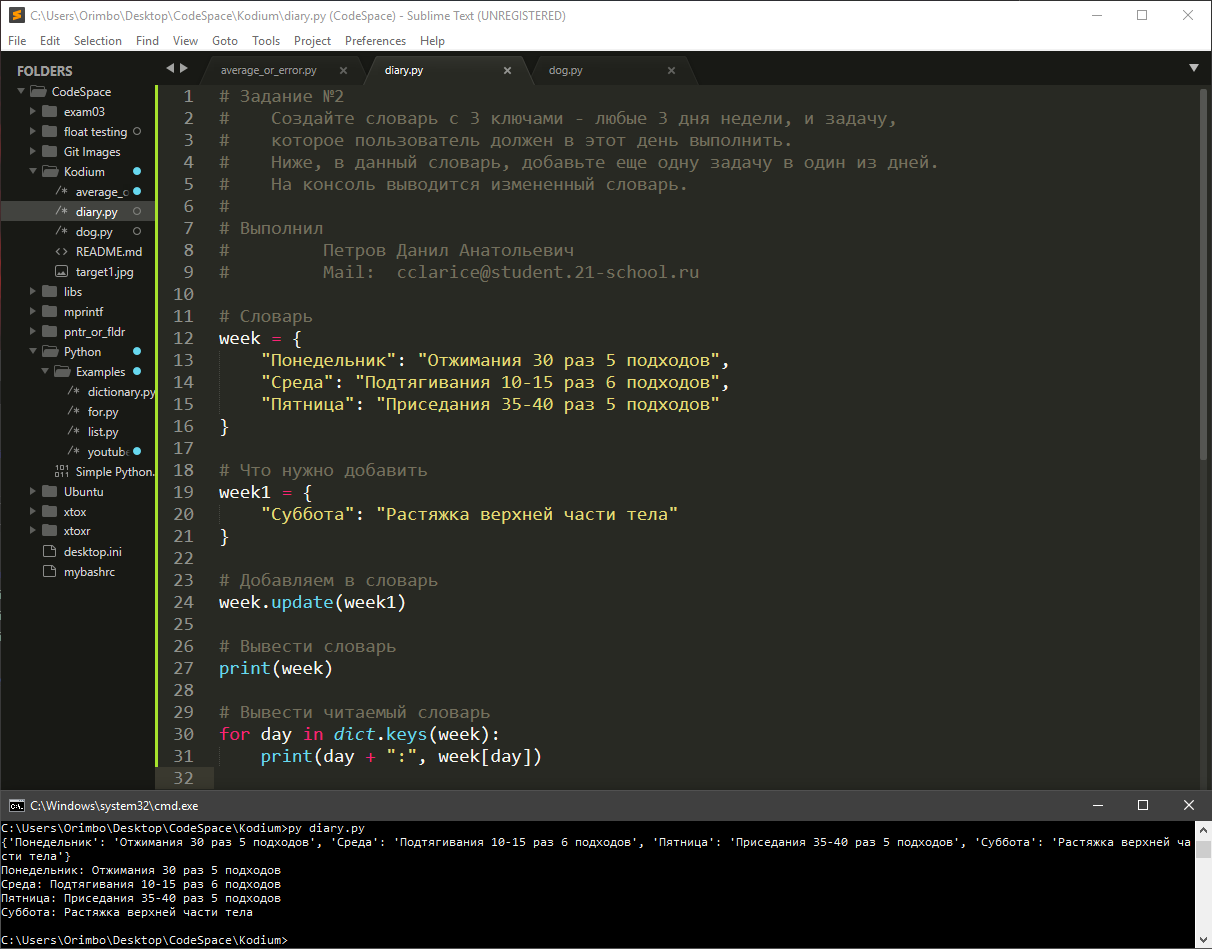 C:\Users\Orimbo\Desktop\CodeSpace\Kodium\diary.py (CodeSpace) - Sublime Text (UNREGISTERED)
File Edit Selection Find View Goto Tools Project Preferences Help
FOLDERS
CodeSpace
exam03
float testing
Git Images
Kodium
/* average_o
/* diary.py
/* dog.py
<> README.md
target1.jpg
libs
mprintf
pntr_or_fldr
Python
Examples
/* dictionary.py
/* for.py
/* list.py
/* youtube
Simple Python.
Ubuntu
xtox
xtoxr
desktop.ini
mybashrc
average_or_error.py diary.py dog.py
1 # Задание №2
2 #    Создайте словарь с 3 ключами - любые 3 дня недели, и задачу,
3 #    которое пользователь должен в этот день выполнить.
4 #    Ниже, в данный словарь, добавьте еще одну задачу в один из дней.
5 #    На консоль выводится измененный словарь.
6 #
7 # Выполнил
8 #         Петров Данил Анатольевич
9 #         Mail:  cclarice@student.21-school.ru
10
11 # Словарь
12 week = {
13     "Понедельник": "Отжимания 30 раз 5 подходов",
14     "Среда": "Подтягивания 10-15 раз 6 подходов",
15     "Пятница": "Приседания 35-40 раз 5 подходов"
16 }
17
18 # Что нужно добавить
19 week1 = {
20     "Суббота": "Растяжка верхней части тела"
21 }
22
23 # Добавляем в словарь
24 week.update(week1)
25
26 # Вывести словарь
27 print(week)
28
29 # Вывести читаемый словарь
30 for day in dict.keys(week):
31     print(day + ":", week[day])
32
C:\Windows\system32\cmd.exe
C:\Users\Orimbo\Desktop\CodeSpace\Kodium>py diary.py
{'Понедельник': 'Отжимания 30 раз 5 подходов', 'Среда': 'Подтягивания 10-15 раз 6 подходов', 'Пятница': 'Приседания 35-40 раз 5 подходов', 'Суббота': 'Растяжка верхней ча
сти тела'}
Понедельник: Отжимания 30 раз 5 подходов
Среда: Подтягивания 10-15 раз 6 подходов
Пятница: Приседания 35-40 раз 5 подходов
Суббота: Растяжка верхней части тела
C:\Users\Orimbo\Desktop\CodeSpace\Kodium>